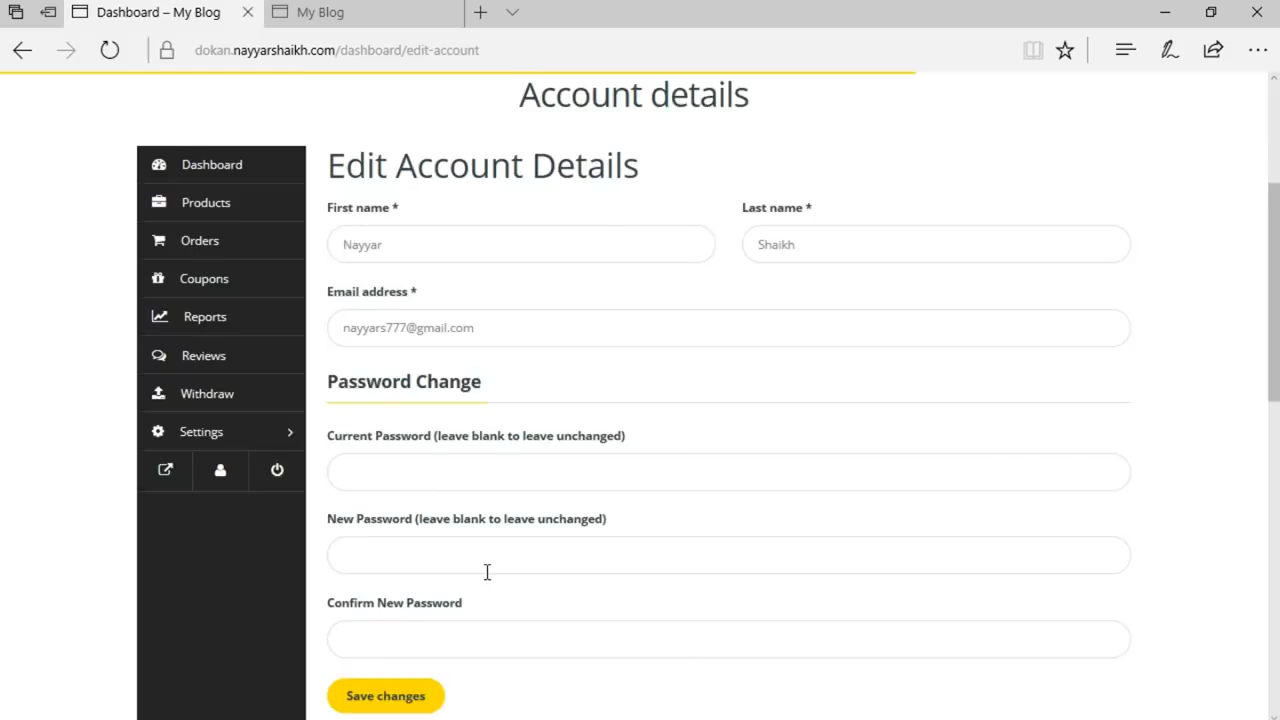 Dashboard – My Blog
My Blog
dokan.nayyarshaikh.com/dashboard/edit-account
Account details
Dashboard
Products
Orders
Coupons
Reports
Reviews
Withdraw
Settings
Edit Account Details
First name *
Last name *
Nayyar
Shaikh
Email address *
nayyars777@gmail.com
Password Change
Current Password (leave blank to leave unchanged)
New Password (leave blank to leave unchanged)
Confirm New Password
Save changes